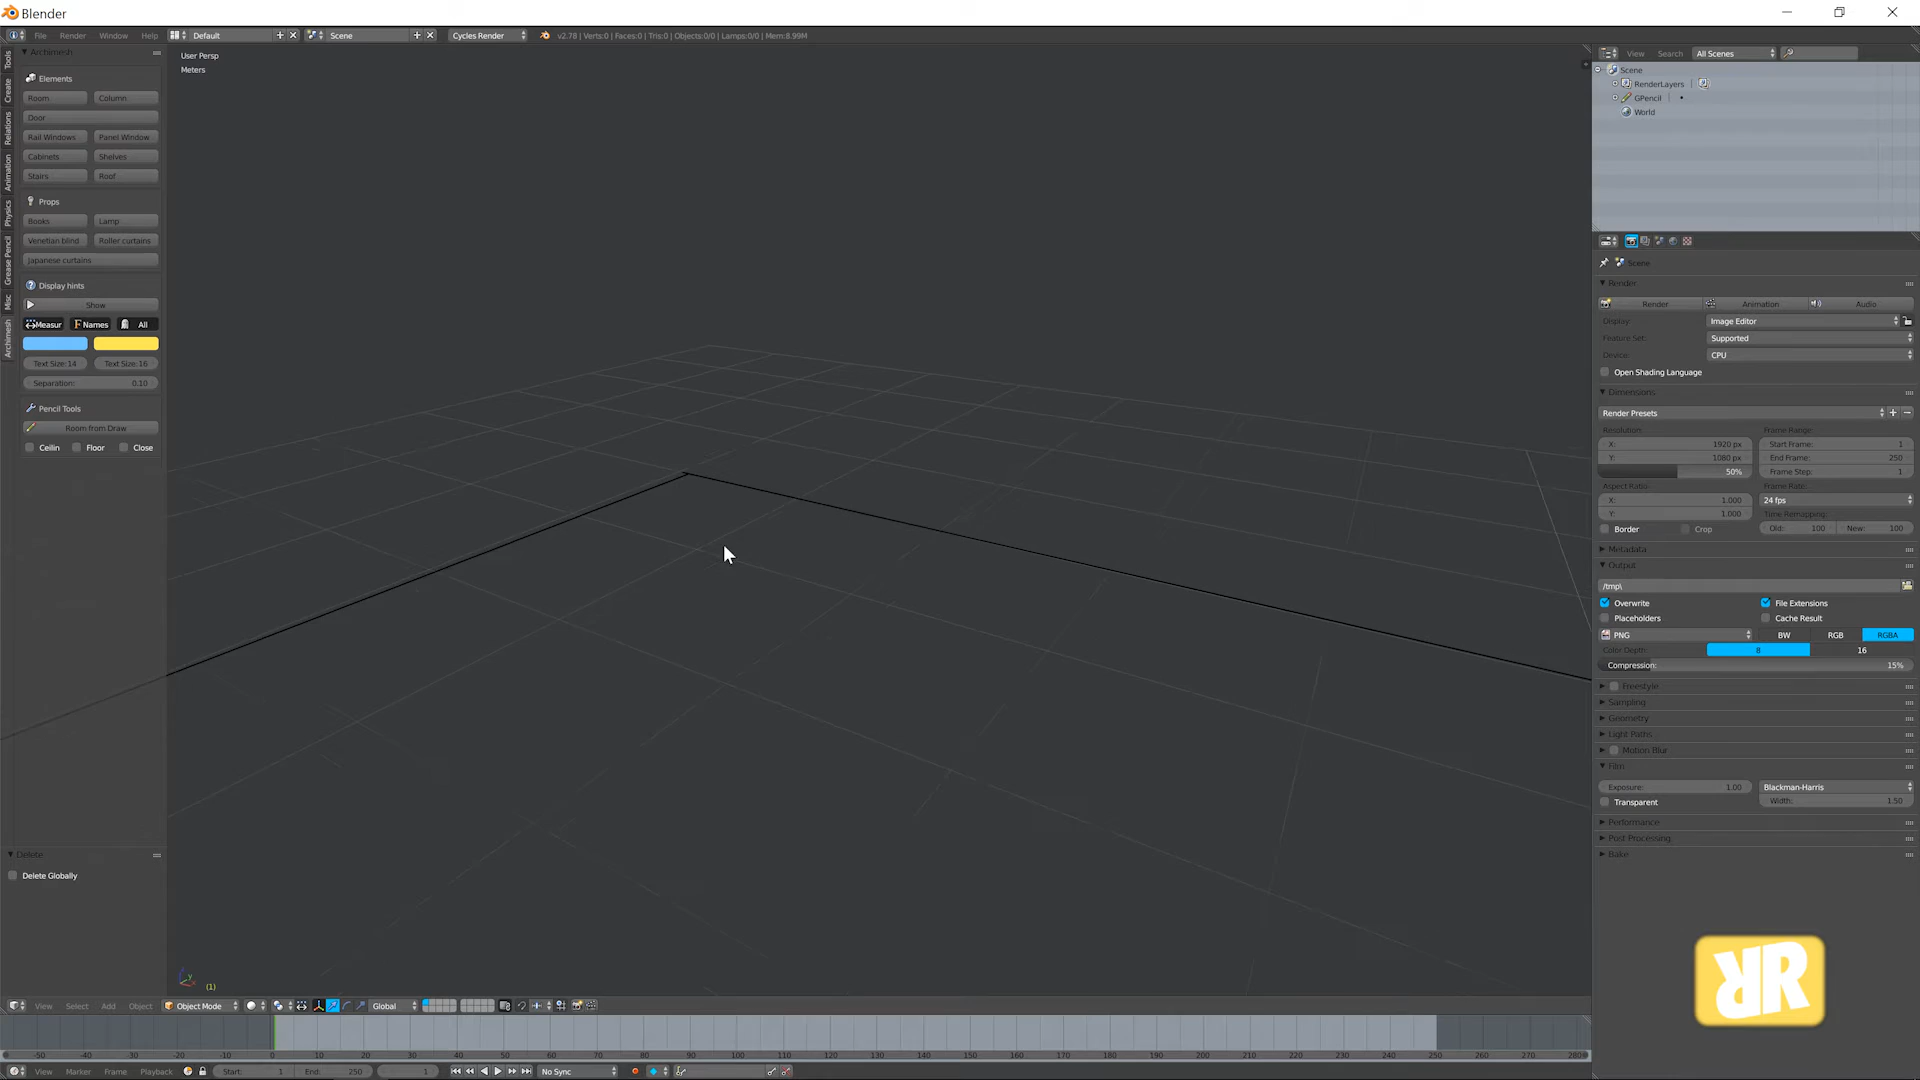 Blender
File Render Window Help Default Scene Cycles Render v2.78 | Verts:0 | Faces:0 | Tris:0 | Objects:0/0 | Lamps:0/0 | Mem:8.99M
Tools
Create
Relations
Animation
Physics
Grease Pencil
Misc
Archimesh
Archimesh
Elements
Room Column
Door
Rail Windows Panel Window
Cabinets Shelves
Stairs Roof
Props
Books Lamp
Venetian blind Roller curtains
Japanese curtains
Display hints
Show
Measur Names All
Text Size:14 Text Size:16
Separation: 0.10
Pencil Tools
Room from Draw
Ceilin Floor Close
Delete
Delete Globally
User Persp
Meters
(1)
View Select Add Object Object Mode Global
-50 -40 -30 -20 -10 0 10 20 30 40 50 60 70 80 90 100 110 120 130 140 150 160 170 180 190 200 210 220 230 240 250 260 270 280
View Marker Frame Playback Start: 1 End: 250 1 No Sync
View Search All Scenes
Scene
RenderLayers
GPencil
World
Scene
Render
Render Animation Audio
Display: Image Editor
Feature Set: Supported
Device: CPU
Open Shading Language
Dimensions
Render Presets
Resolution: Frame Range:
X: 1920 px Start Frame: 1
Y: 1080 px End Frame: 250
50% Frame Step: 1
Aspect Ratio: Frame Rate:
X: 1.000 24 fps
Y: 1.000 Time Remapping:
Border Crop Old: 100 New: 100
Metadata
Output
/tmp\
Overwrite File Extensions
Placeholders Cache Result
PNG BW RGB RGBA
Color Depth: 8 16
Compression: 15%
Freestyle
Sampling
Geometry
Light Paths
Motion Blur
Film
Exposure: 1.00 Blackman-Harris
Transparent Width: 1.50
Performance
Post Processing
Bake